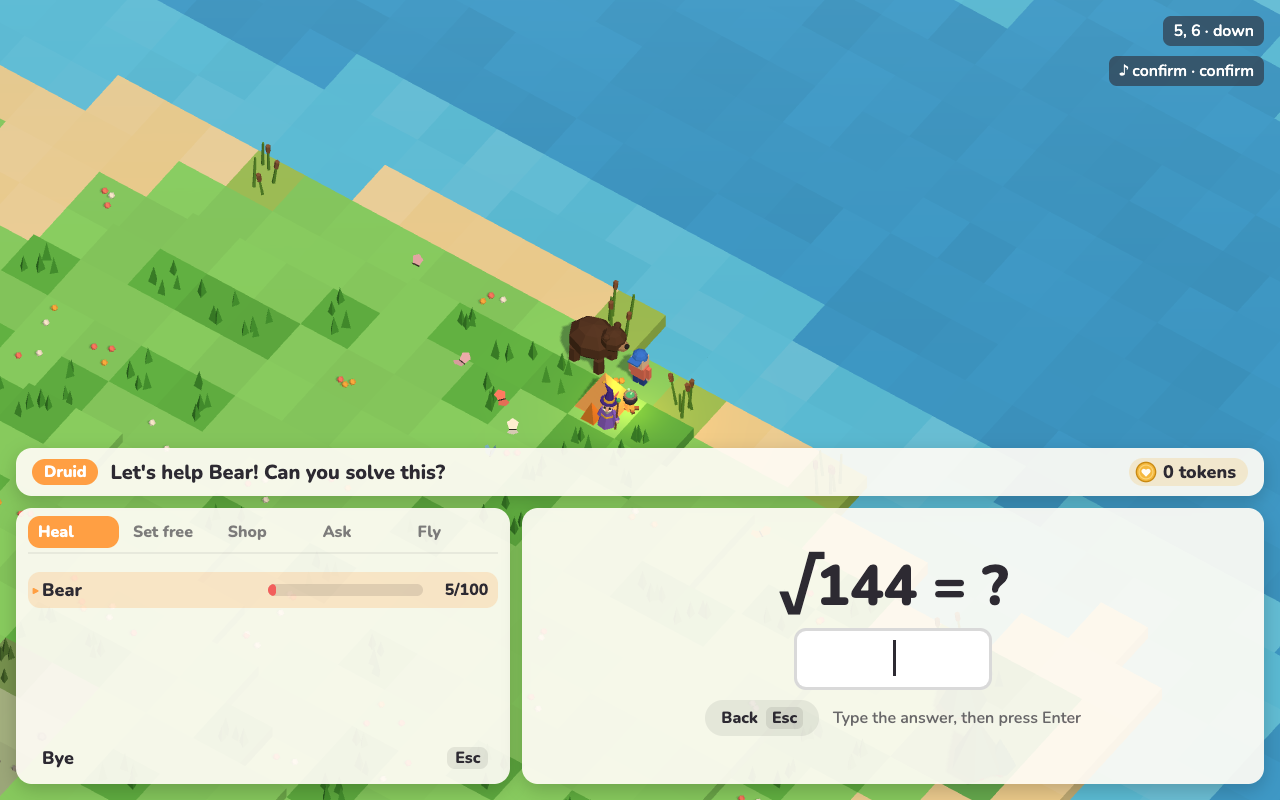 5, 6 · down
♪ confirm · confirm
Druid Let's help Bear! Can you solve this? 0 tokens
Heal Set free Shop Ask Fly
▸ Bear 5/100
Bye Esc
√144 = ?
Back Esc Type the answer, then press Enter